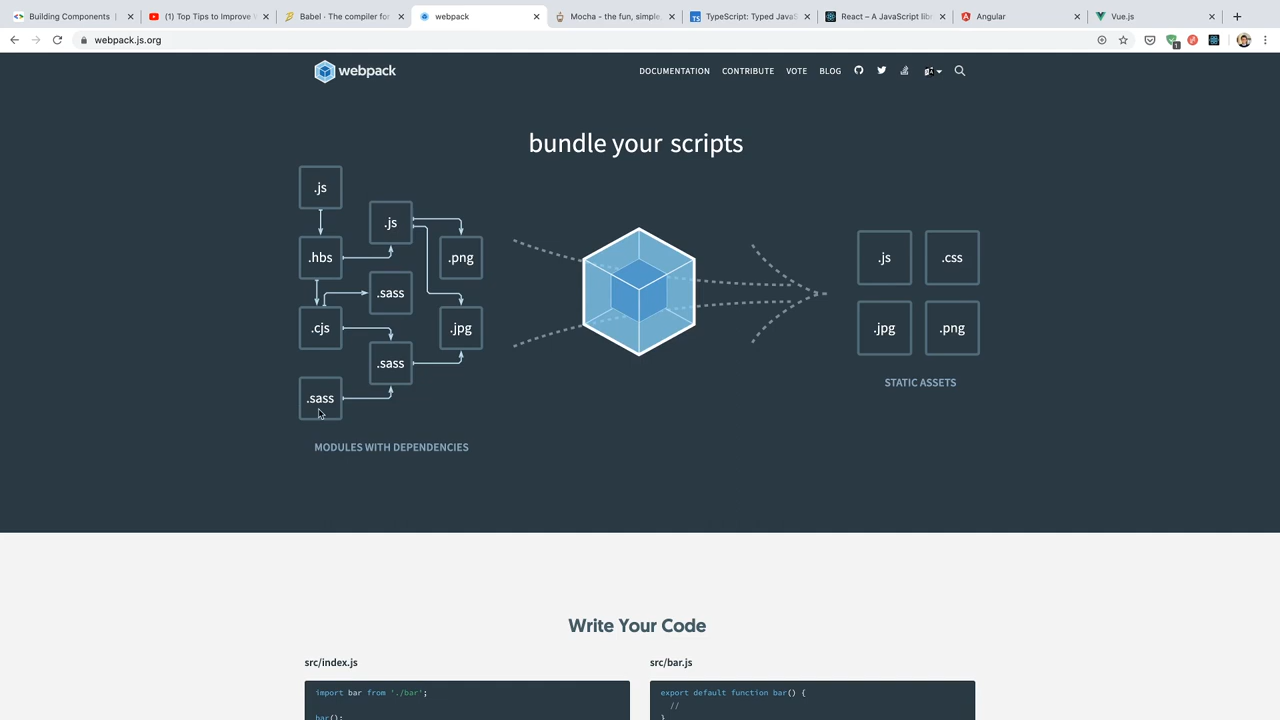 Building Components
(1) Top Tips to Improve V
Babel · The compiler for
webpack
Mocha - the fun, simple,
TypeScript: Typed JavaS
React – A JavaScript libr
Angular
Vue.js
webpack.js.org
1
webpack
DOCUMENTATION
CONTRIBUTE
VOTE
BLOG
bundle your scripts
.js
.js
.hbs
.png
.sass
.cjs
.jpg
.sass
.sass
MODULES WITH DEPENDENCIES
.js
.css
.jpg
.png
STATIC ASSETS
Write Your Code
src/index.js
import bar from './bar';
bar();
src/bar.js
export default function bar() {
//
}